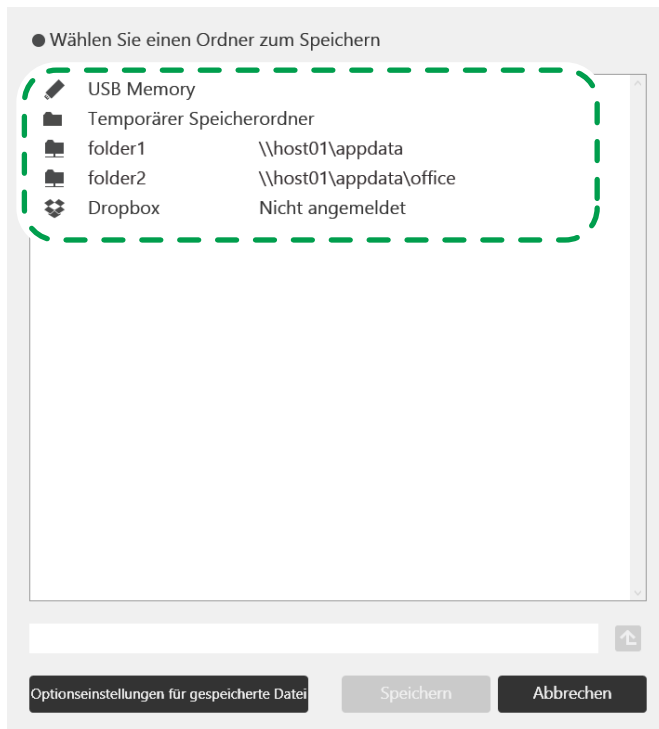 Wählen Sie einen Ordner zum Speichern
USB Memory
Temporärer Speicherordner
folder1 \\host01\appdata
folder2 \\host01\appdata\office
Dropbox Nicht angemeldet
Optionseinstellungen für gespeicherte Datei Speichern Abbrechen